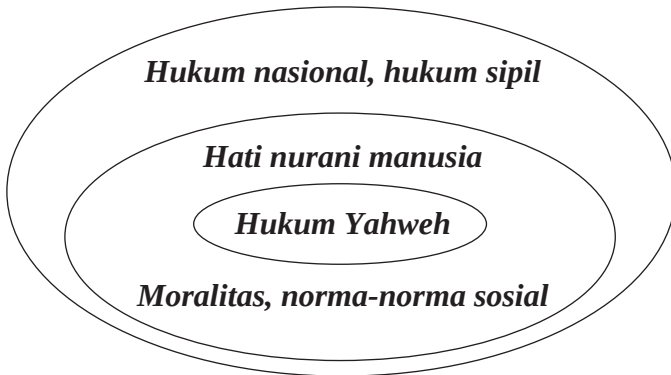 Hukum nasional, hukum sipil
Hati nurani manusia
Hukum Yahweh
Moralitas, norma-norma sosial